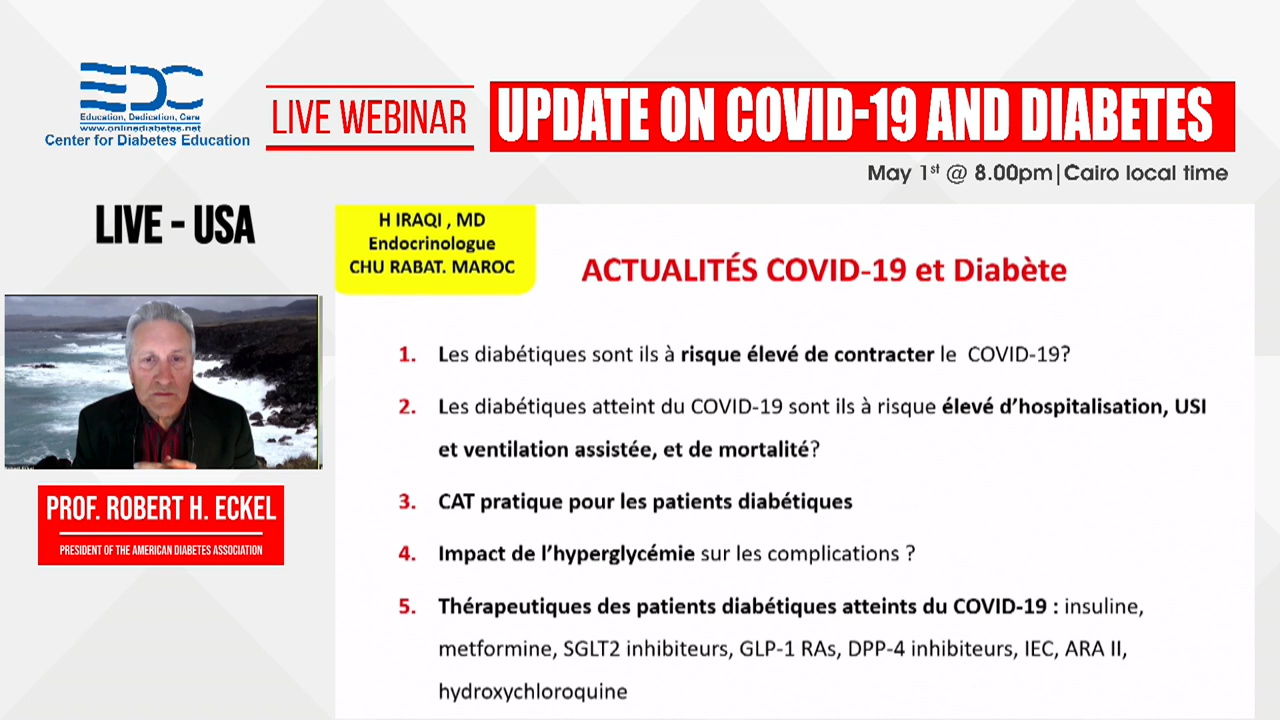 EDC
Education, Dedication, Care
www.onlinediabetes.net
Center for Diabetes Education
LIVE WEBINAR
UPDATE ON COVID-19 AND DIABETES
May 1st @ 8.00pm|Cairo local time
LIVE - USA
H IRAQI , MD
Endocrinologue
CHU RABAT. MAROC
ACTUALITÉS COVID-19 et Diabète
1. Les diabétiques sont ils à risque élevé de contracter le COVID-19?
2. Les diabétiques atteint du COVID-19 sont ils à risque élevé d’hospitalisation, USI
et ventilation assistée, et de mortalité?
3. CAT pratique pour les patients diabétiques
4. Impact de l’hyperglycémie sur les complications ?
5. Thérapeutiques des patients diabétiques atteints du COVID-19 : insuline,
metformine, SGLT2 inhibiteurs, GLP-1 RAs, DPP-4 inhibiteurs, IEC, ARA II,
hydroxychloroquine
PROF. ROBERT H. ECKEL
PRESIDENT OF THE AMERICAN DIABETES ASSOCIATION